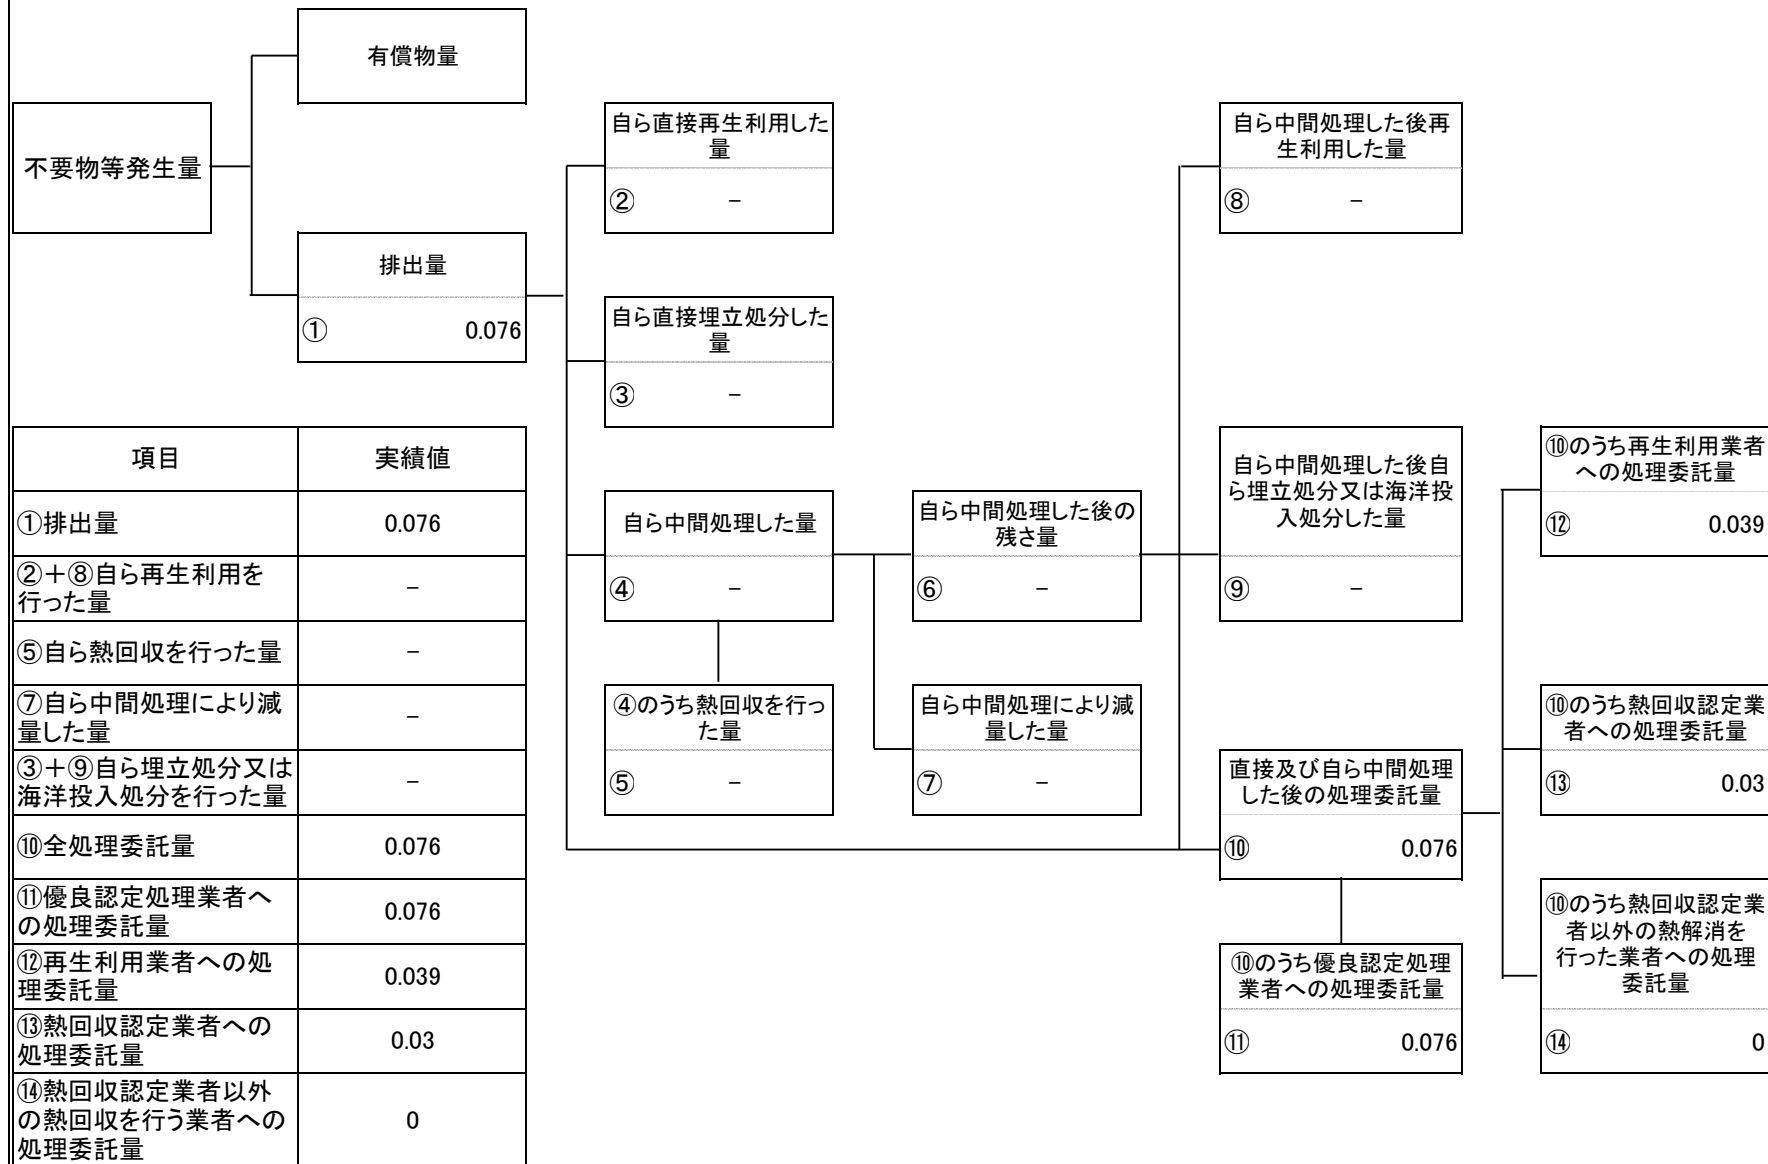 有償物量
不要物等発生量
排出量
①
0.076
自ら直接再生利用した
量
②
－
自ら直接埋立処分した
量
③
－
自ら中間処理した量
④
－
④のうち熱回収を行っ
た量
⑤
－
自ら中間処理した後の
残さ量
⑥
－
自ら中間処理により減
量した量
⑦
－
自ら中間処理した後再
生利用した量
⑧
－
自ら中間処理した後自
ら埋立処分又は海洋投
入処分した量
⑨
－
直接及び自ら中間処理
した後の処理委託量
⑩
0.076
⑩のうち優良認定処理
業者への処理委託量
⑪
0.076
⑩のうち再生利用業者
への処理委託量
⑫
0.039
⑩のうち熱回収認定業
者への処理委託量
⑬
0.03
⑩のうち熱回収認定業
者以外の熱解消を
行った業者への処理
委託量
⑭
0
項目
実績値
①排出量
0.076
②＋⑧自ら再生利用を
行った量
－
⑤自ら熱回収を行った量
－
⑦自ら中間処理により減
量した量
－
③＋⑨自ら埋立処分又は
海洋投入処分を行った量
－
⑩全処理委託量
0.076
⑪優良認定処理業者へ
の処理委託量
0.076
⑫再生利用業者への処
理委託量
0.039
⑬熱回収認定業者への
処理委託量
0.03
⑭熱回収認定業者以外
の熱回収を行う業者への
処理委託量
0